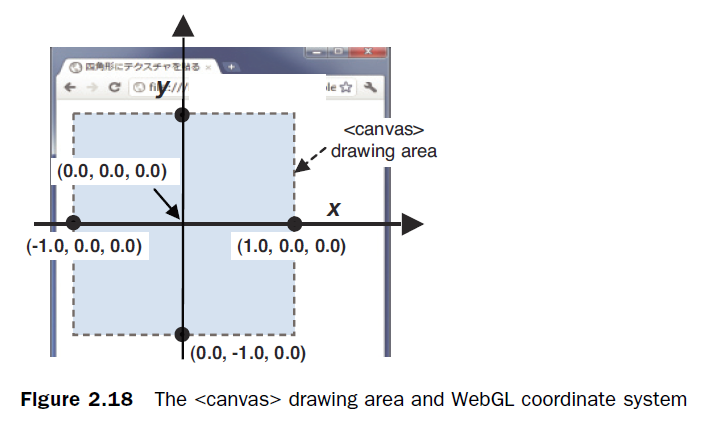 四角形にテクスチャを貼る
y
file:///
le
<canvas>
drawing area
(0.0, 0.0, 0.0)
x
(-1.0, 0.0, 0.0)
(1.0, 0.0, 0.0)
(0.0, -1.0, 0.0)
Figure 2.18 The <canvas> drawing area and WebGL coordinate system